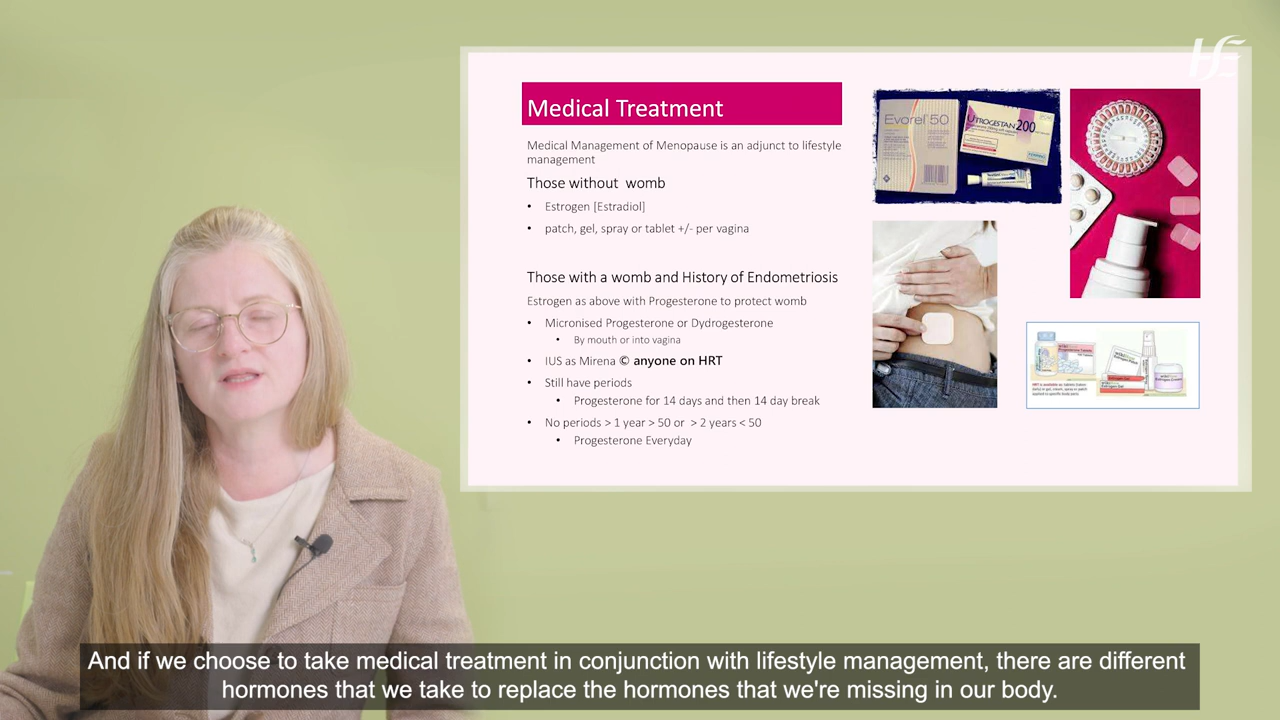 HSE
Medical Treatment
Medical Management of Menopause is an adjunct to lifestyle
management
Those without womb
• Estrogen [Estradiol]
• patch, gel, spray or tablet +/- per vagina
Those with a womb and History of Endometriosis
Estrogen as above with Progesterone to protect womb
• Micronised Progesterone or Dydrogesterone
• By mouth or into vagina
• IUS as Mirena © anyone on HRT
• Still have periods
• Progesterone for 14 days and then 14 day break
• No periods > 1 year > 50 or > 2 years < 50
• Progesterone Everyday
Evorel 50
UTROGESTAN 200
And if we choose to take medical treatment in conjunction with lifestyle management, there are different
hormones that we take to replace the hormones that we're missing in our body.